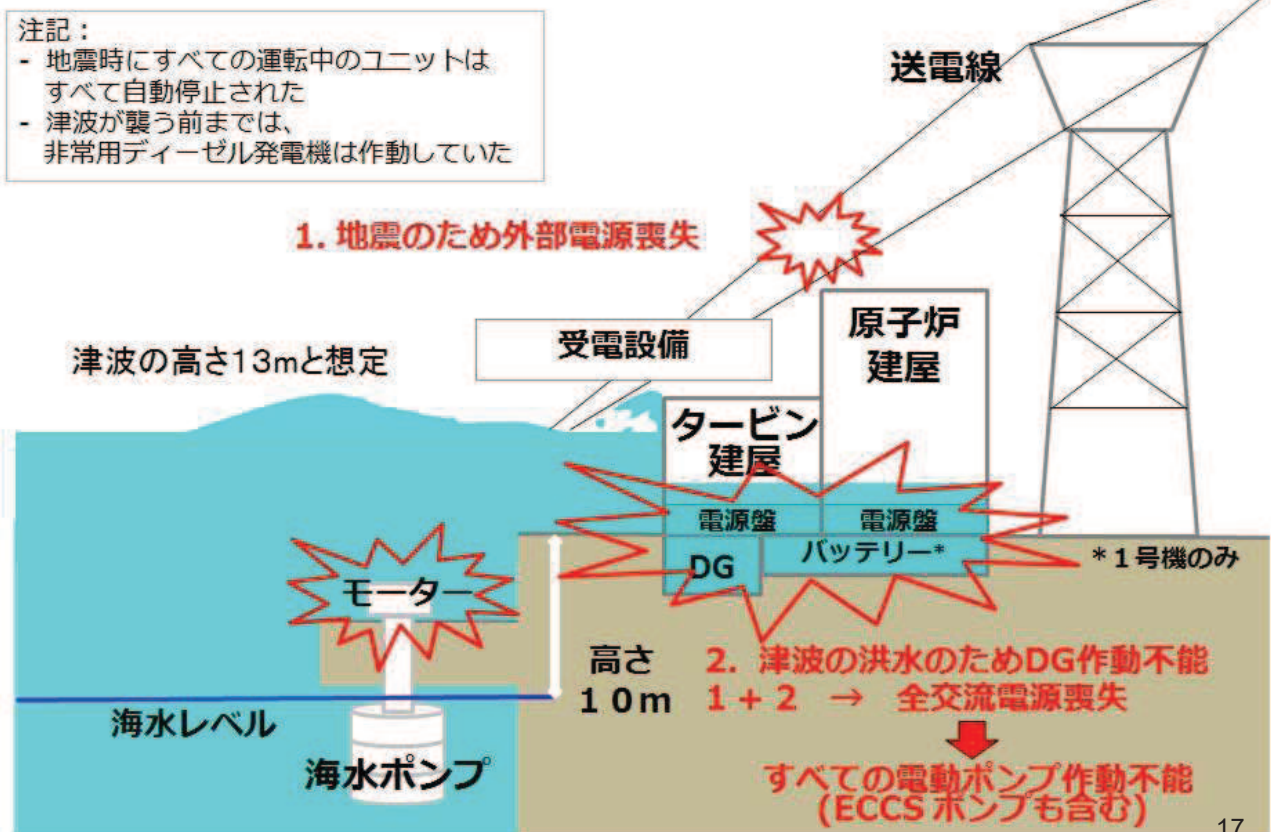 注記：
- 地震時にすべての運転中のユニットは
すべて自動停止された
- 津波が襲う前までは、
非常用ディーゼル発電機は作動していた
送電線
1. 地震のため外部電源喪失
受電設備
原子炉
建屋
津波の高さ13mと想定
タービン
建屋
電源盤
電源盤
DG
バッテリー*
*１号機のみ
モーター
高さ
１０m
2. 津波の洪水のためDG作動不能
1 + 2 → 全交流電源喪失
海水レベル
海水ポンプ
すべての電動ポンプ作動不能
(ECCS ポンプも含む)
17